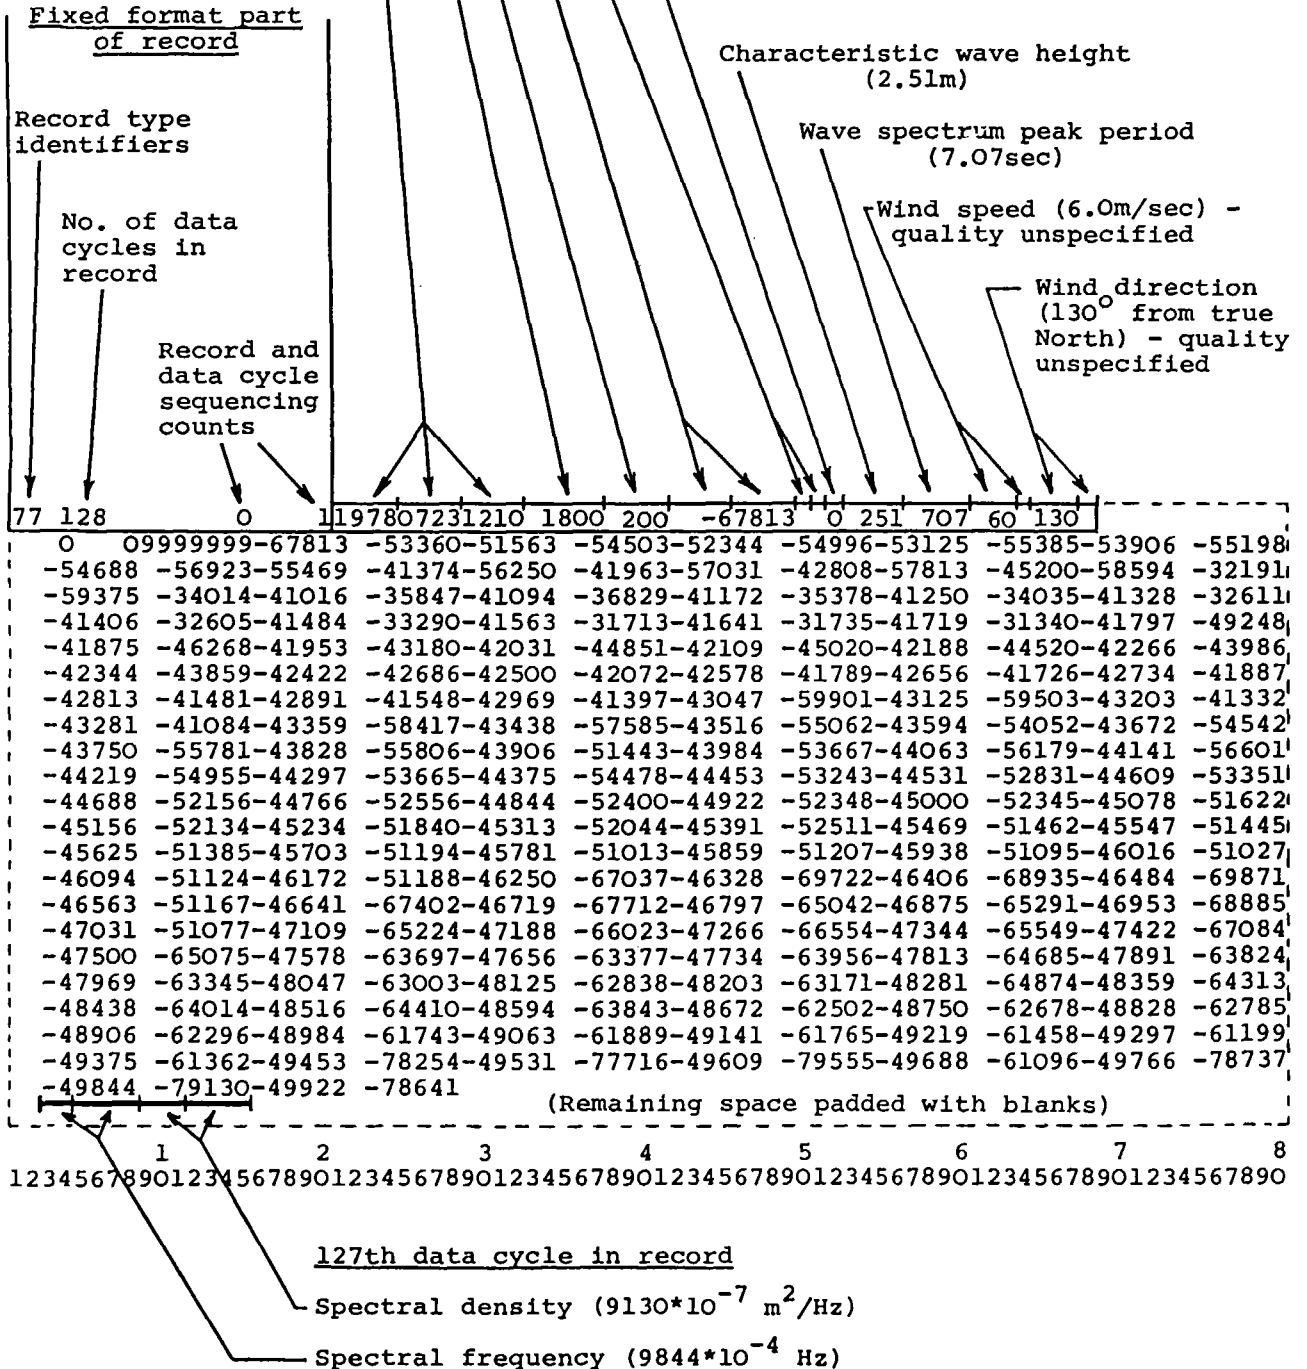 Fixed format part
of record
Characteristic wave height
(2.51m)
Record type
identifiers
Wave spectrum peak period
(7.07sec)
No. of data
cycles in
record
Wind speed (6.0m/sec) -
quality unspecified
Wind direction
(130° from true
North) - quality
unspecified
Record and
data cycle
sequencing
counts
77 128 0 1197807231210 1800 200 -67813 0 251 707 60 130
0 09999999-67813 -53360-51563 -54503-52344 -54996-53125 -55385-53906 -55198
-54688 -56923-55469 -41374-56250 -41963-57031 -42808-57813 -45200-58594 -32191
-59375 -34014-41016 -35847-41094 -36829-41172 -35378-41250 -34035-41328 -32611
-41406 -32605-41484 -33290-41563 -31713-41641 -31735-41719 -31340-41797 -49248
-41875 -46268-41953 -43180-42031 -44851-42109 -45020-42188 -44520-42266 -43986
-42344 -43859-42422 -42686-42500 -42072-42578 -41789-42656 -41726-42734 -41887
-42813 -41481-42891 -41548-42969 -41397-43047 -59901-43125 -59503-43203 -41332
-43281 -41084-43359 -58417-43438 -57585-43516 -55062-43594 -54052-43672 -54542
-43750 -55781-43828 -55806-43906 -51443-43984 -53667-44063 -56179-44141 -56601
-44219 -54955-44297 -53665-44375 -54478-44453 -53243-44531 -52831-44609 -53351
-44688 -52156-44766 -52556-44844 -52400-44922 -52348-45000 -52345-45078 -51622
-45156 -52134-45234 -51840-45313 -52044-45391 -52511-45469 -51462-45547 -51445
-45625 -51385-45703 -51194-45781 -51013-45859 -51207-45938 -51095-46016 -51027
-46094 -51124-46172 -51188-46250 -67037-46328 -69722-46406 -68935-46484 -69871
-46563 -51167-46641 -67402-46719 -67712-46797 -65042-46875 -65291-46953 -68885
-47031 -51077-47109 -65224-47188 -66023-47266 -66554-47344 -65549-47422 -67084
-47500 -65075-47578 -63697-47656 -63377-47734 -63956-47813 -64685-47891 -63824
-47969 -63345-48047 -63003-48125 -62838-48203 -63171-48281 -64874-48359 -64313
-48438 -64014-48516 -64410-48594 -63843-48672 -62502-48750 -62678-48828 -62785
-48906 -62296-48984 -61743-49063 -61889-49141 -61765-49219 -61458-49297 -61199
-49375 -61362-49453 -78254-49531 -77716-49609 -79555-49688 -61096-49766 -78737
-49844 -79130-49922 -78641
(Remaining space padded with blanks)
1 2 3 4 5 6 7 8
12345678901234567890123456789012345678901234567890123456789012345678901234567890
127th data cycle in record
Spectral density (9130*10⁻⁷ m²/Hz)
Spectral frequency (9844*10⁻⁴ Hz)